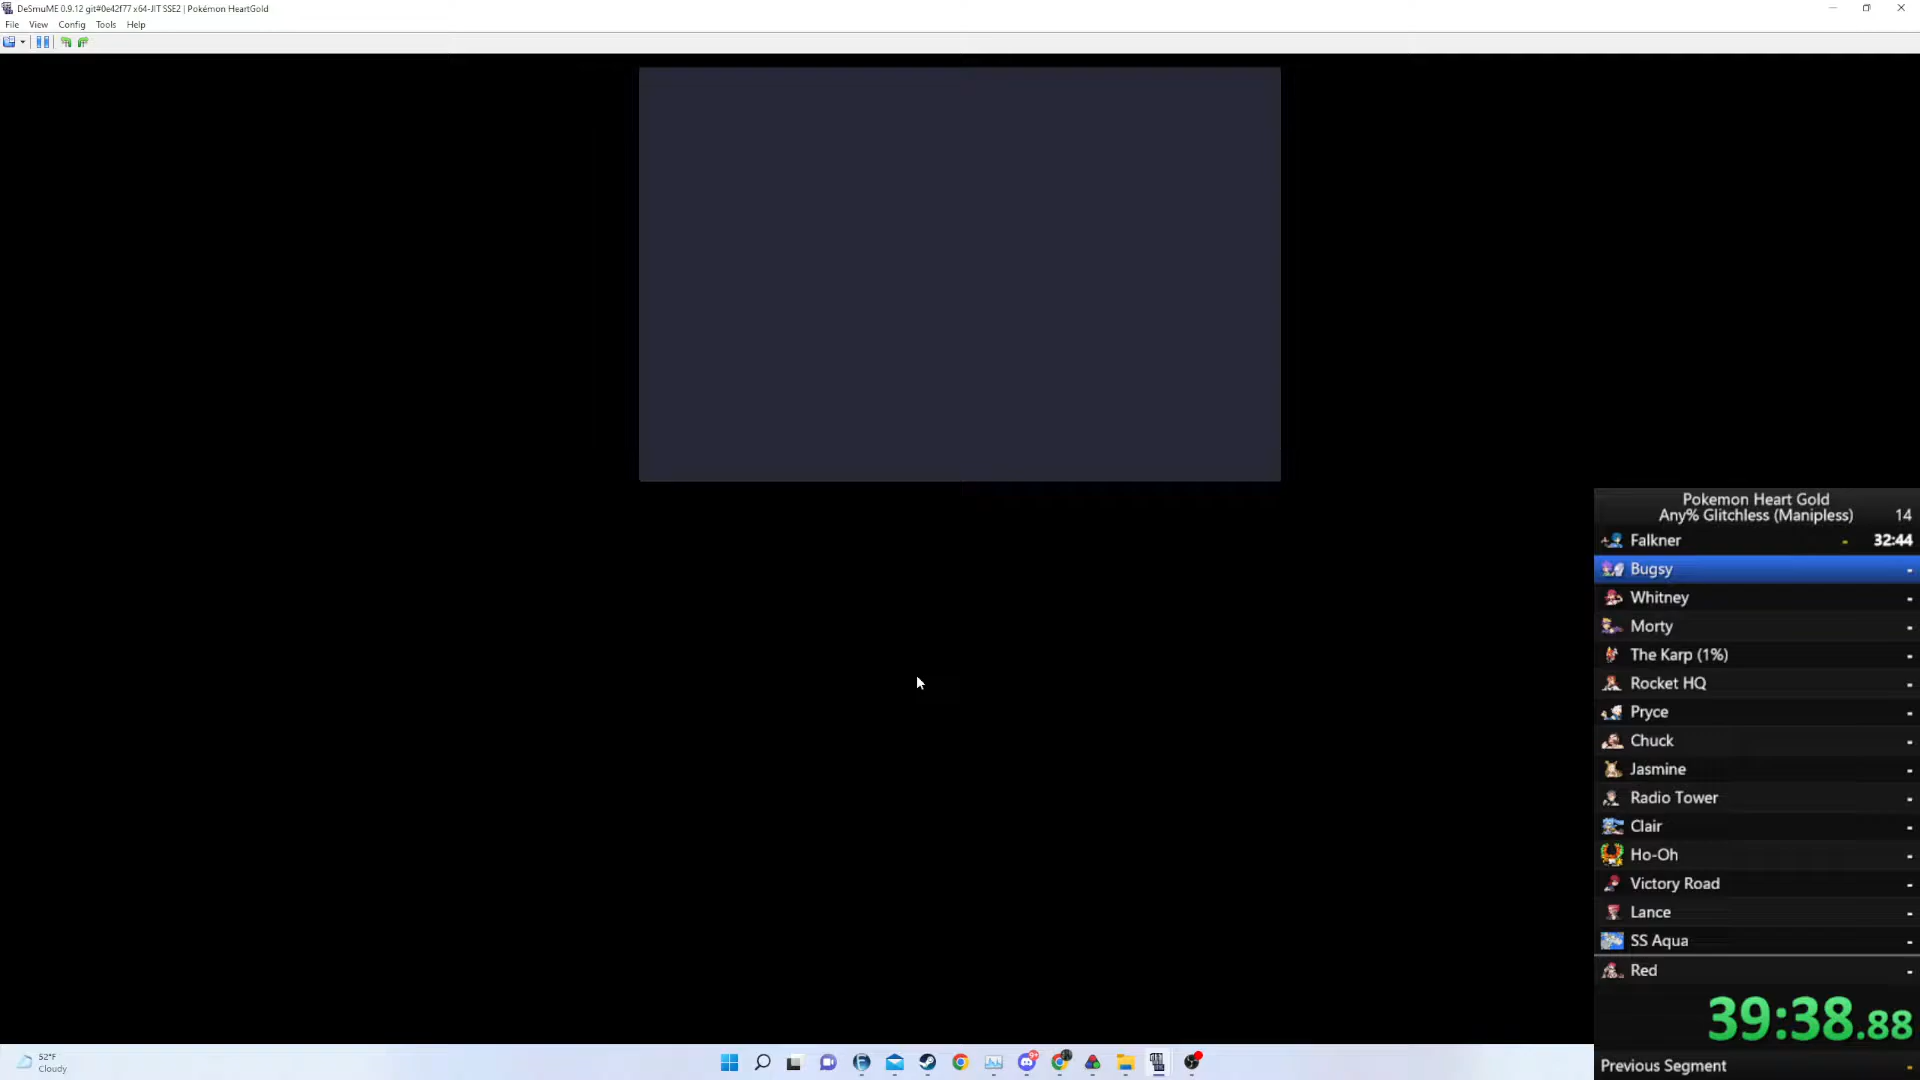 DeSmuME 0.9.12 git#0e42f77 x64-JIT SSE2 | Pokémon HeartGold
File View Config Tools Help
Pokemon Heart Gold
Any% Glitchless (Manipless) 14
Falkner - 32:44
Bugsy -
Whitney -
Morty -
The Karp (1%) -
Rocket HQ -
Pryce -
Chuck -
Jasmine -
Radio Tower -
Clair -
Ho-Oh -
Victory Road -
Lance -
SS Aqua -
Red -
39:38.88
Previous Segment -
52°F
Cloudy